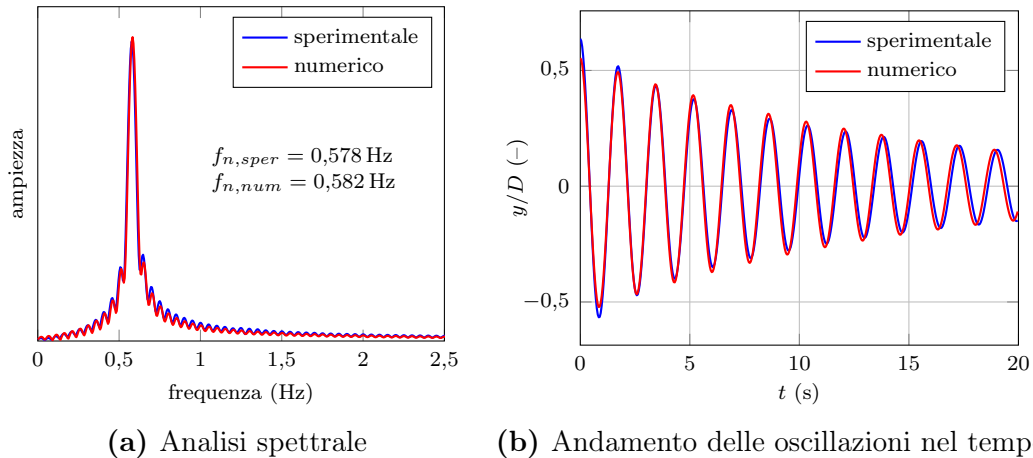 sperimentale
numerico
f_{n,sper} = 0,578 Hz
f_{n,num} = 0,582 Hz
ampiezza
0 0,5 1 1,5 2 2,5
frequenza (Hz)
(a) Analisi spettrale
sperimentale
numerico
0,5
0
−0,5
y/D (–)
0 5 10 15 20
t (s)
(b) Andamento delle oscillazioni nel temp